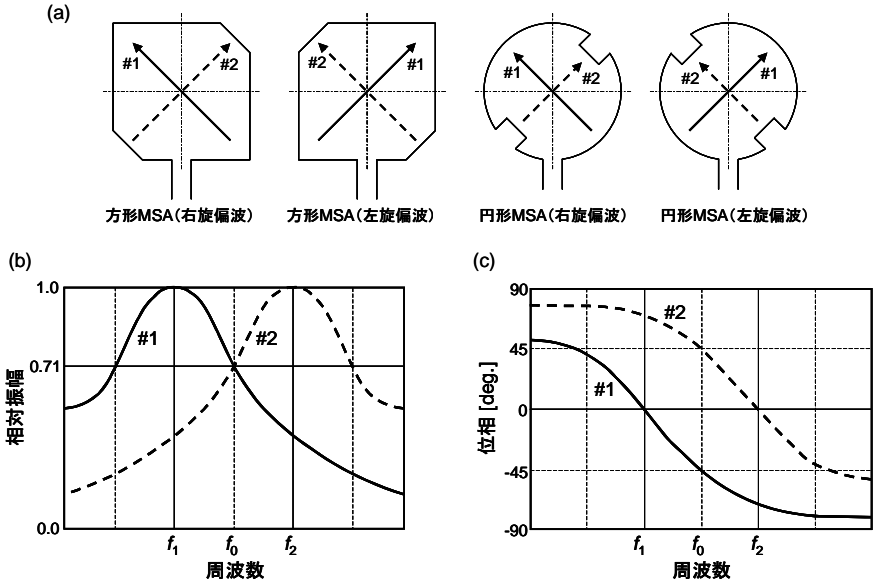 (a)
#1
#2
#2
#1
#1
#2
#2
#1
方形MSA(右旋偏波)
方形MSA(左旋偏波)
円形MSA(右旋偏波)
円形MSA(左旋偏波)
(b)
1.0
0.71
0.0
相対振幅
#1
#2
f1
f0
f2
周波数
(c)
90
45
0
-45
-90
位相 [deg.]
#2
#1
f1
f0
f2
周波数